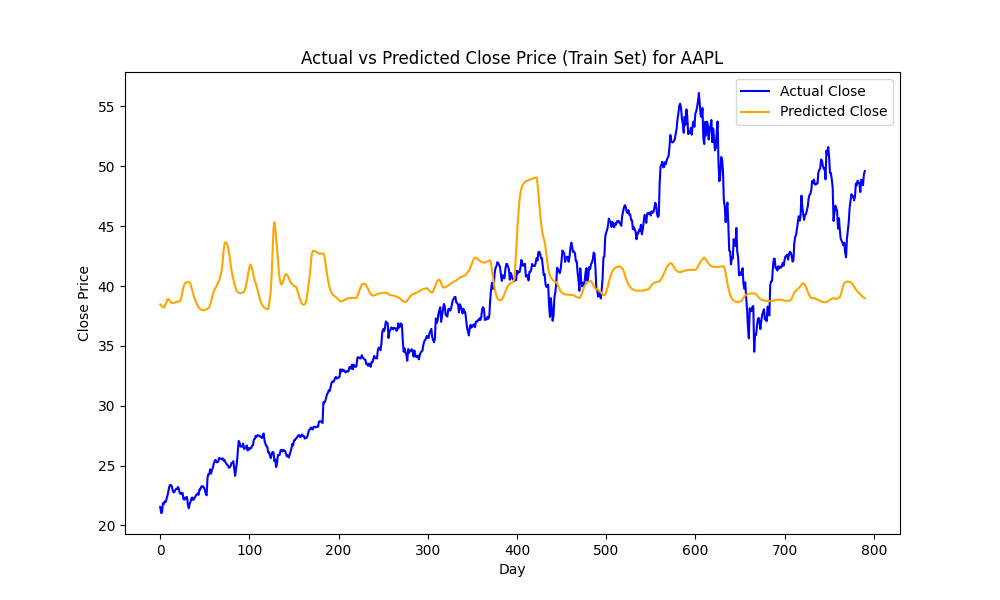 Actual vs Predicted Close Price (Train Set) for AAPL
Actual Close
Predicted Close
Close Price
55
50
45
40
35
30
25
20
0 100 200 300 400 500 600 700 800
Day